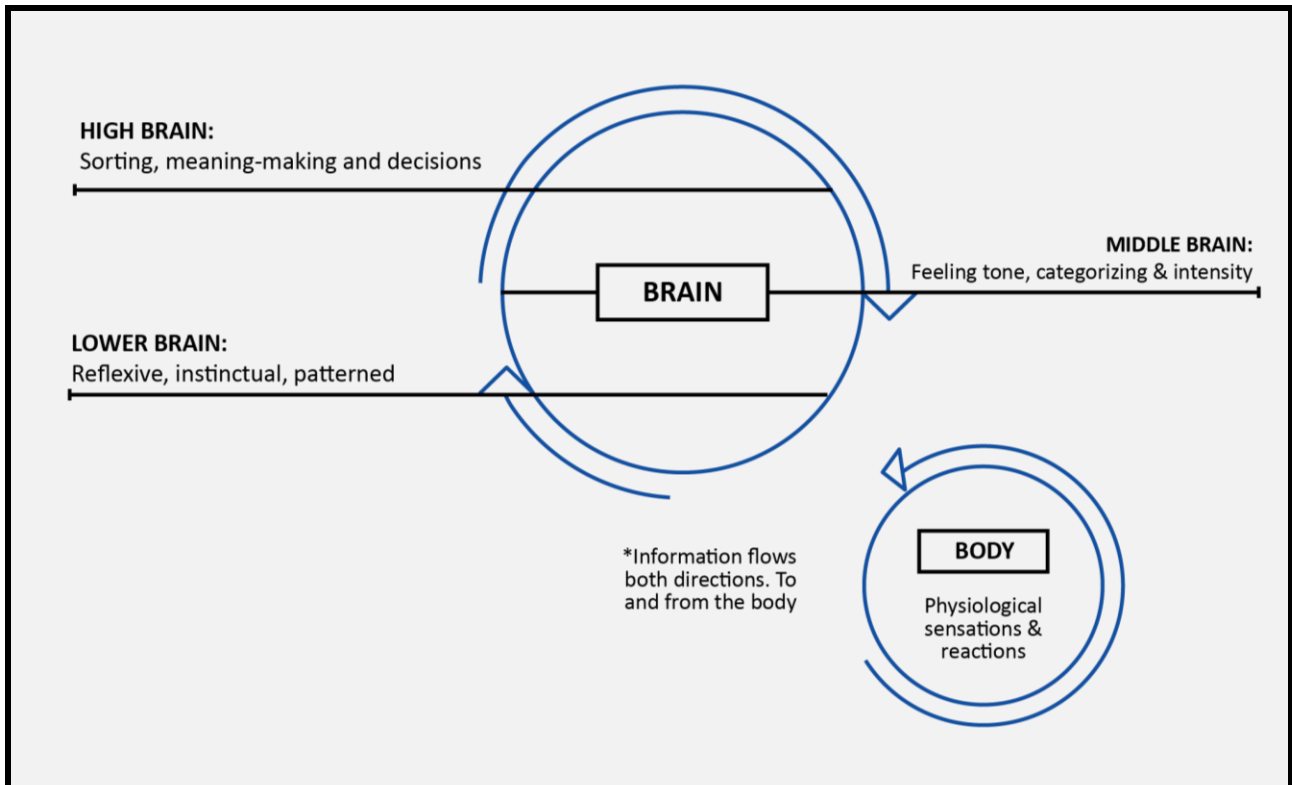 HIGH BRAIN:
Sorting, meaning-making and decisions
MIDDLE BRAIN:
Feeling tone, categorizing & intensity
BRAIN
LOWER BRAIN:
Reflexive, instinctual, patterned
*Information flows
both directions. To
and from the body
BODY
Physiological
sensations &
reactions